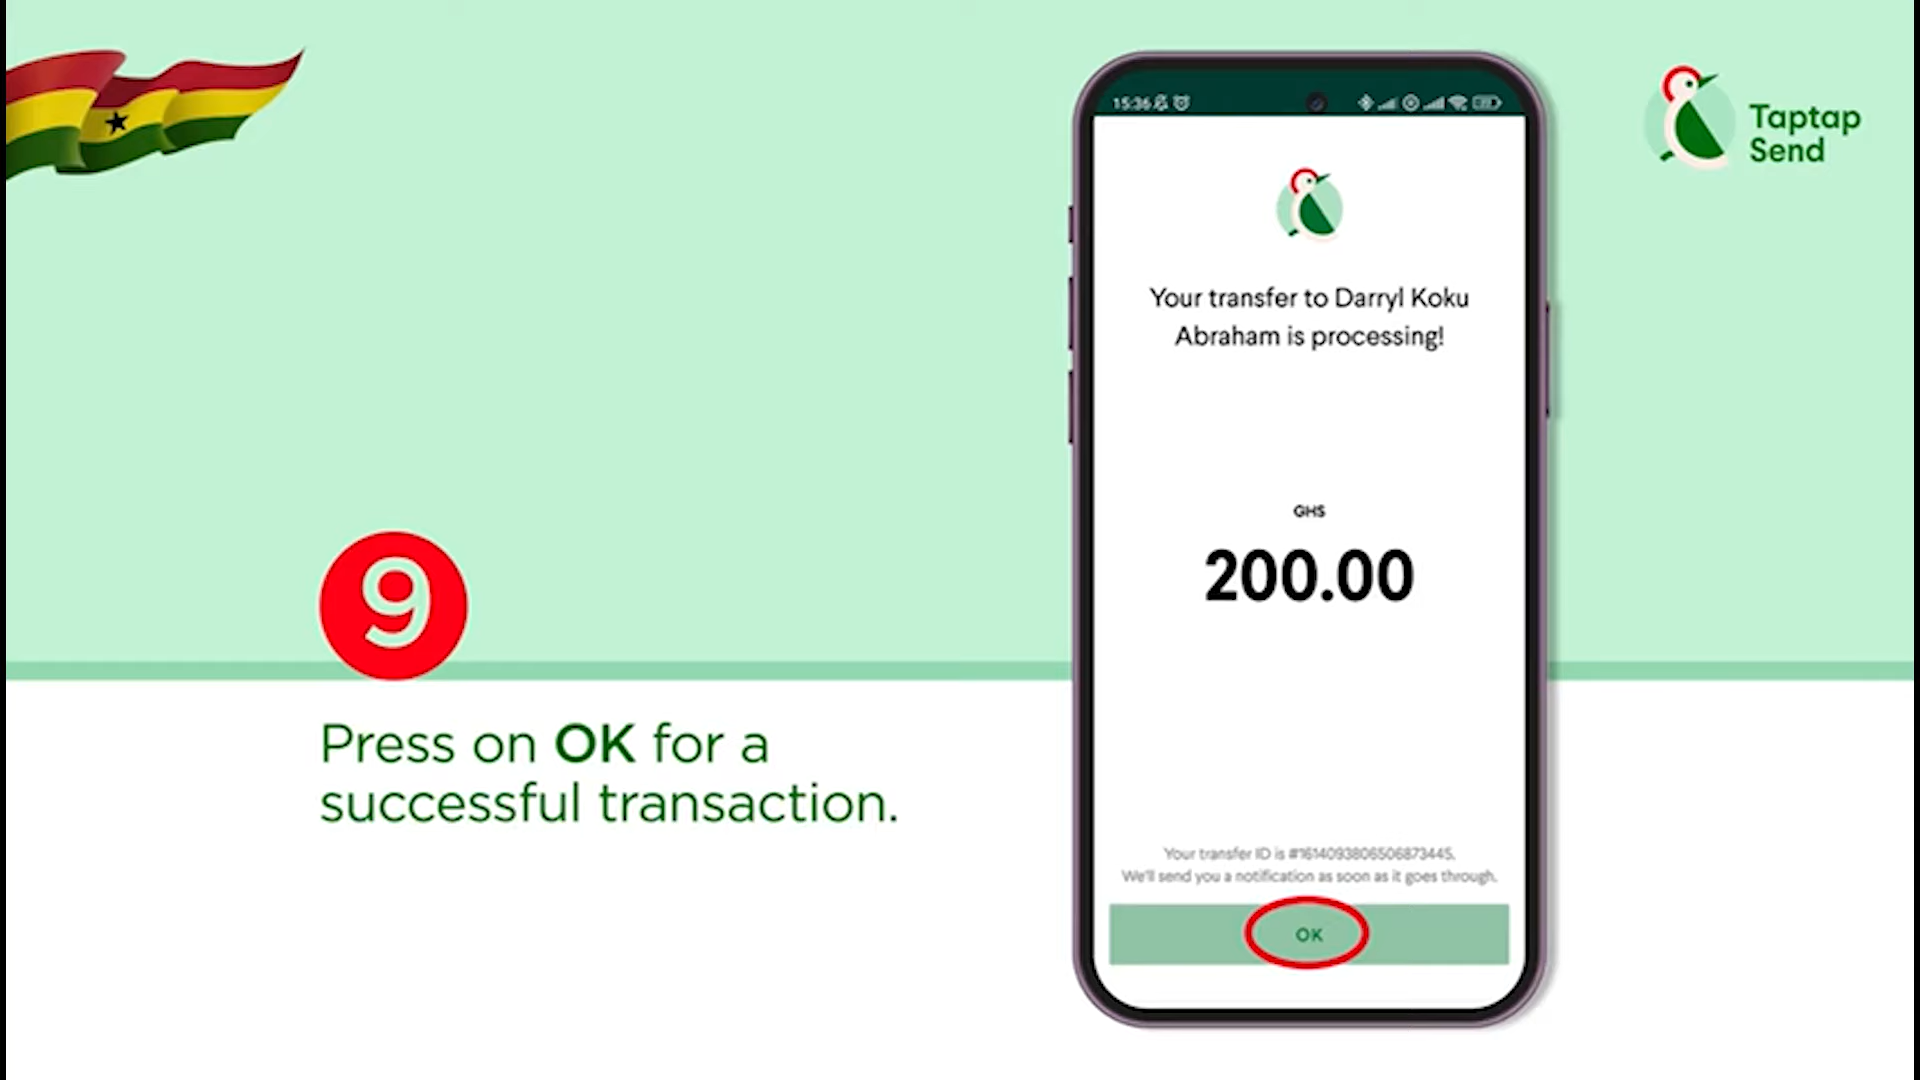 Taptap
Send
15:36
Your transfer to Darryl Koku
Abraham is processing!
GHS
200.00
9
Press on OK for a
successful transaction.
Your transfer ID is #1614093806506873445.
We'll send you a notification as soon as it goes through.
OK